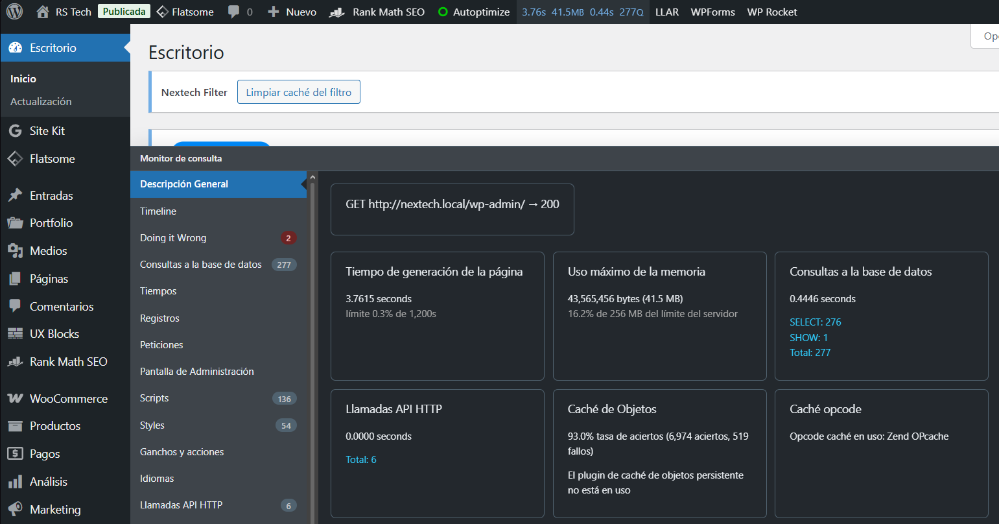 RS Tech Publicada Flatsome 0 Nuevo Rank Math SEO Autoptimize 3.76s 41.5MB 0.44s 277Q LLAR WPForms WP Rocket
Escritorio
Inicio
Actualización
Site Kit
Flatsome
Entradas
Portfolio
Medios
Páginas
Comentarios
UX Blocks
Rank Math SEO
WooCommerce
Productos
Pagos
Análisis
Marketing
Escritorio
Nextech Filter Limpiar caché del filtro
Monitor de consulta
Descripción General
Timeline
Doing it Wrong 2
Consultas a la base de datos 277
Tiempos
Registros
Peticiones
Pantalla de Administración
Scripts 136
Styles 54
Ganchos y acciones
Idiomas
Llamadas API HTTP 6
GET http://nextech.local/wp-admin/ → 200
Tiempo de generación de la página
3.7615 seconds
límite 0.3% de 1,200s
Uso máximo de la memoria
43,565,456 bytes (41.5 MB)
16.2% de 256 MB del límite del servidor
Consultas a la base de datos
0.4446 seconds
SELECT: 276
SHOW: 1
Total: 277
Llamadas API HTTP
0.0000 seconds
Total: 6
Caché de Objetos
93.0% tasa de aciertos (6,974 aciertos, 519
fallos)
El plugin de caché de objetos persistente
no está en uso
Caché opcode
Opcode caché en uso: Zend OPcache